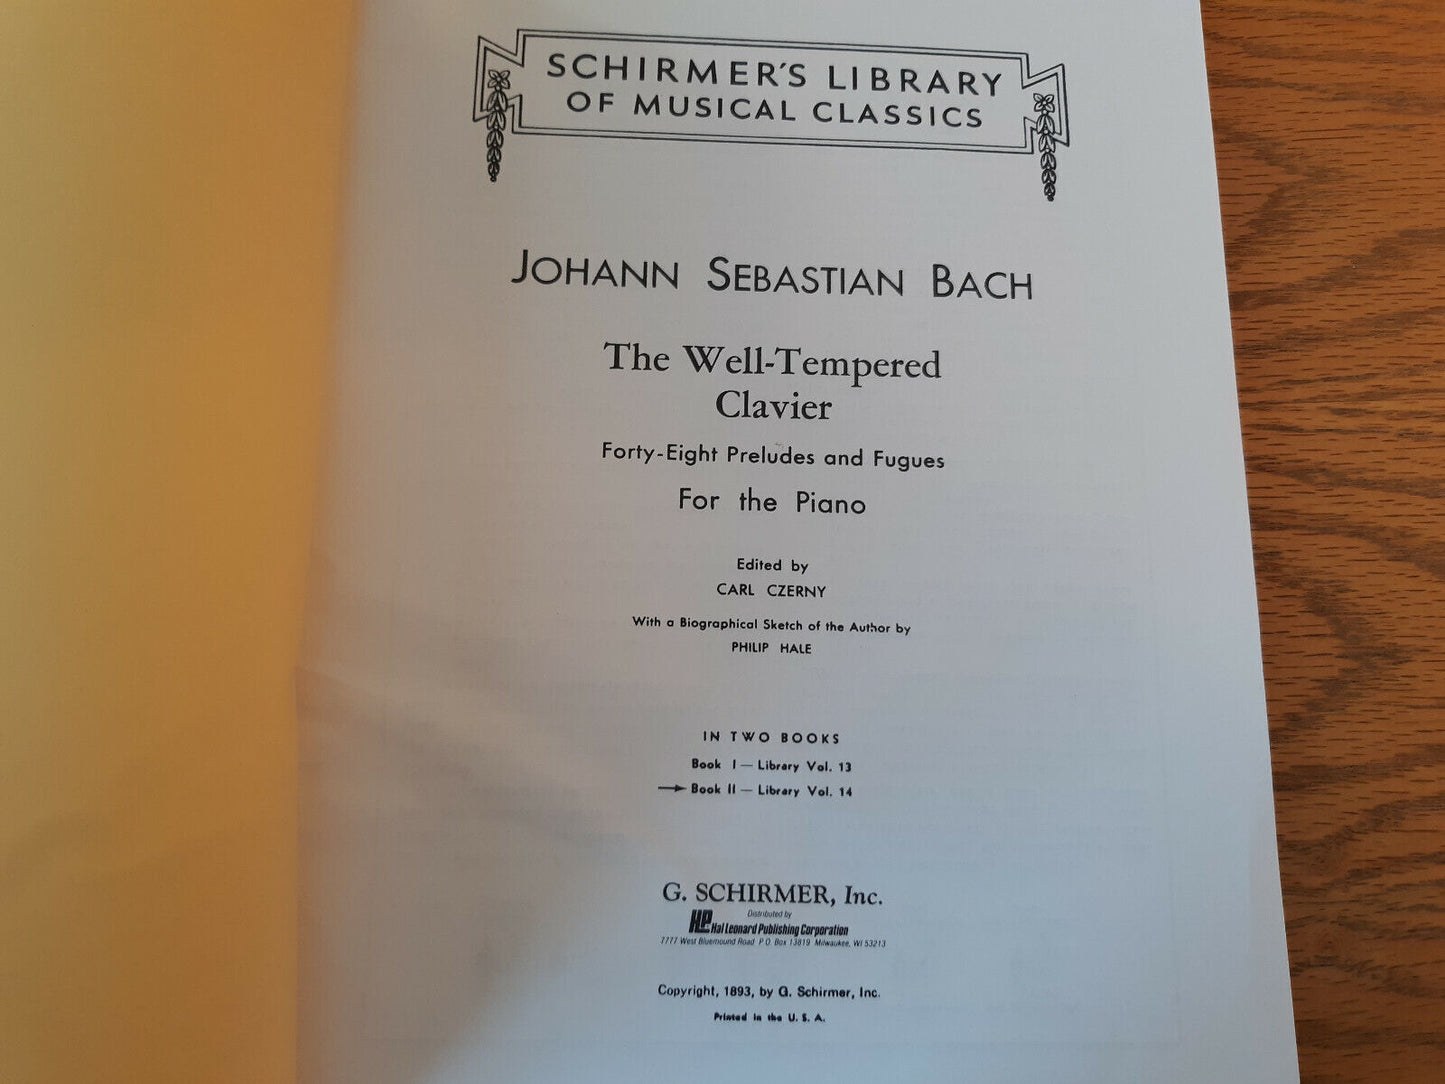 SCHIRMER'S LIBRARY
OF MUSICAL CLASSICS
JOHANN SEBASTIAN BACH
The Well-Tempered
Clavier
Forty-Eight Preludes and Fugues
For the Piano
Edited by
CARL CZERNY
With a Biographical Sketch of the Author by
PHILIP HALE
IN TWO BOOKS
Book I — Library Vol. 13
→ Book II — Library Vol. 14
G. SCHIRMER, Inc.
Distributed by
HL Hal Leonard Publishing Corporation
7777 West Bluemound Road P.O. Box 13819 Milwaukee, WI 53213
Copyright, 1893, by G. Schirmer, Inc.
Printed in the U. S. A.